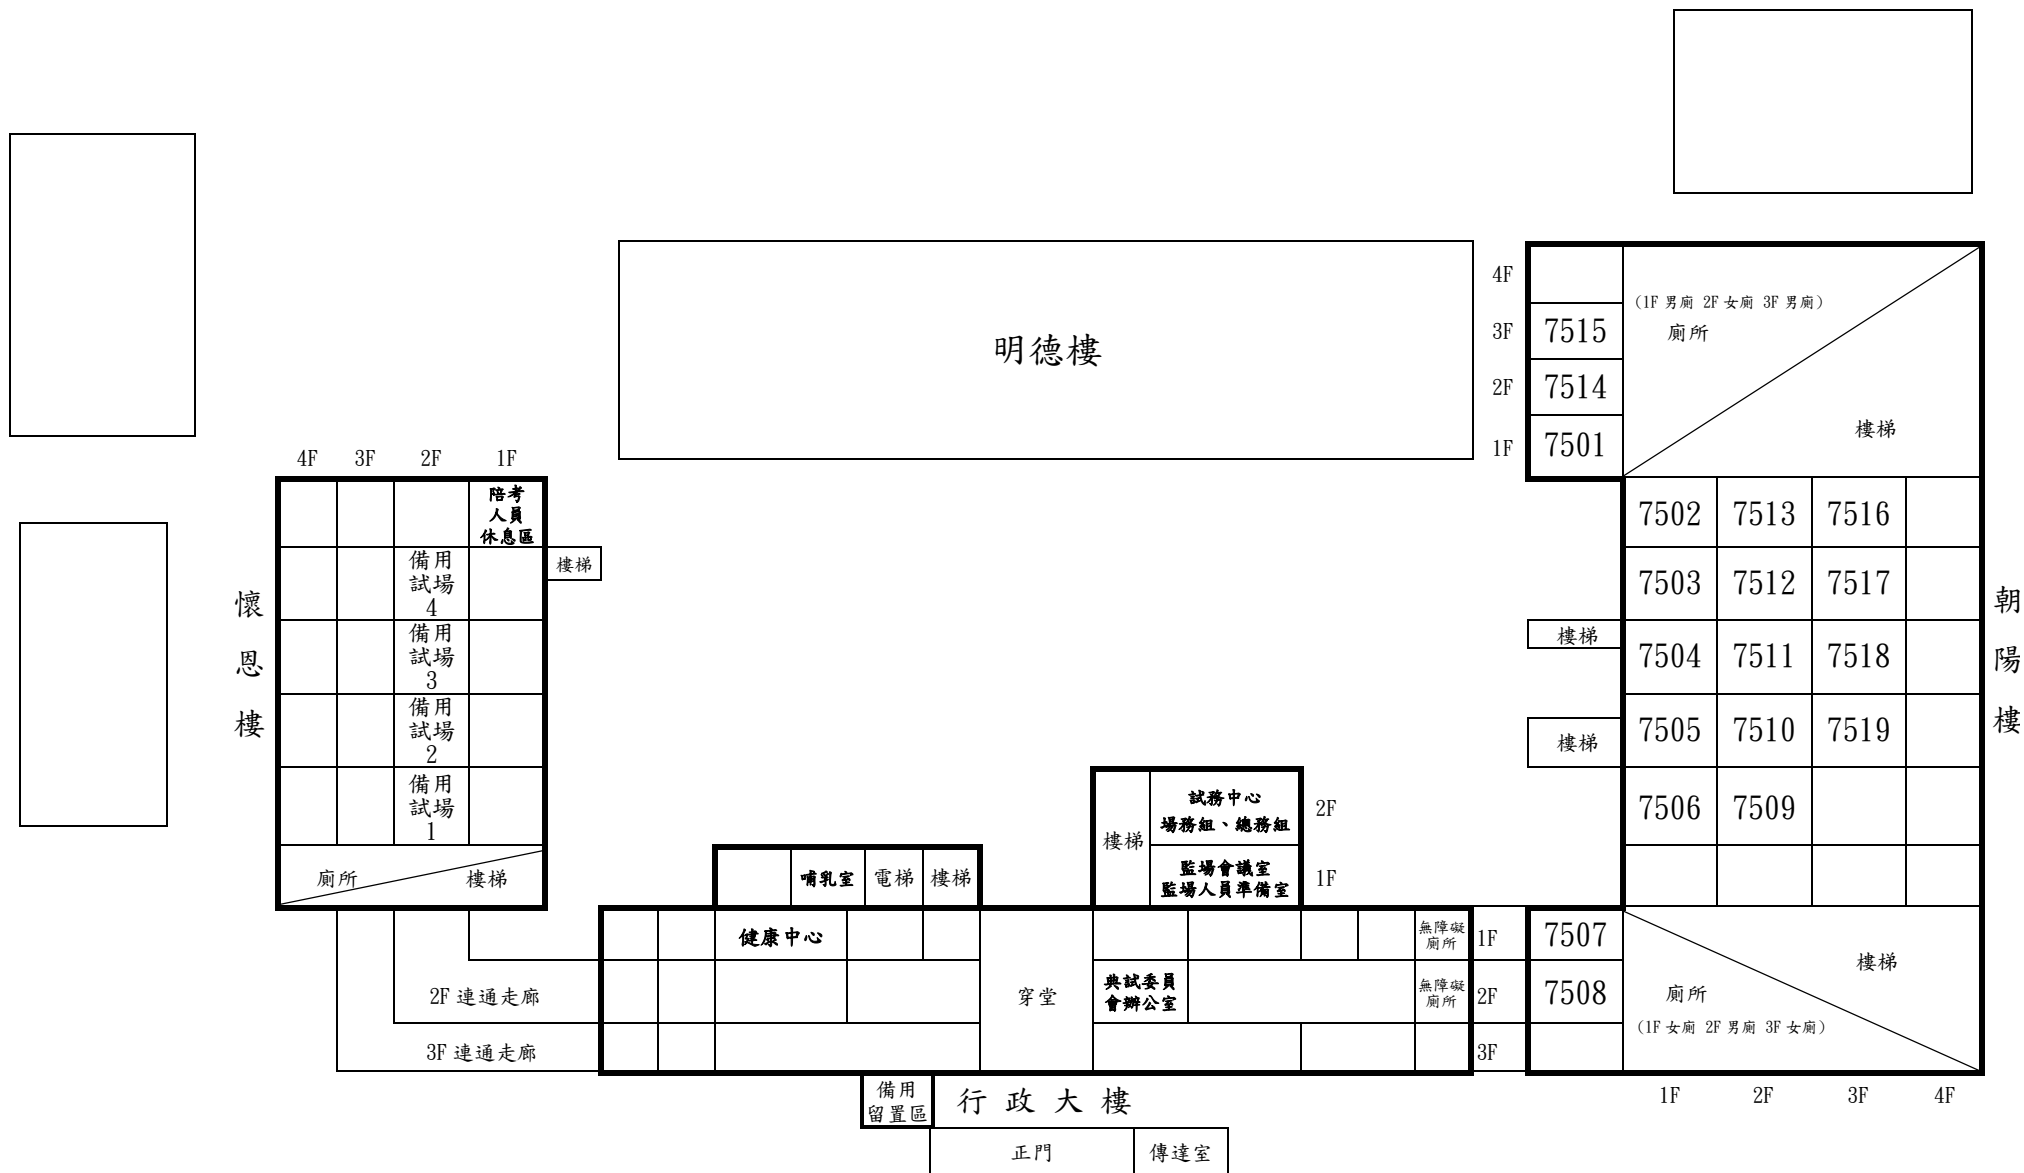 明德樓
4F
3F
2F
1F
7515
7514
7501
(1F 男廁 2F 女廁 3F 男廁)
廁所
樓梯
4F 3F 2F 1F
陪考
人員
休息區
樓梯
備用
試場
4
備用
試場
3
備用
試場
2
備用
試場
1
廁所
樓梯
懷恩樓
7502 7513 7516
7503 7512 7517
7504 7511 7518
7505 7510 7519
7506 7509
樓梯
樓梯
朝陽樓
樓梯
試務中心
場務組、總務組
2F
監場會議室
監場人員準備室
1F
哺乳室
電梯
樓梯
健康中心
穿堂
無障礙
廁所
1F
典試委員
會辦公室
無障礙
廁所
2F
3F
2F 連通走廊
3F 連通走廊
7507
7508
樓梯
廁所
(1F 女廁 2F 男廁 3F 女廁)
1F 2F 3F 4F
備用
留置區
行政大樓
正門
傳達室